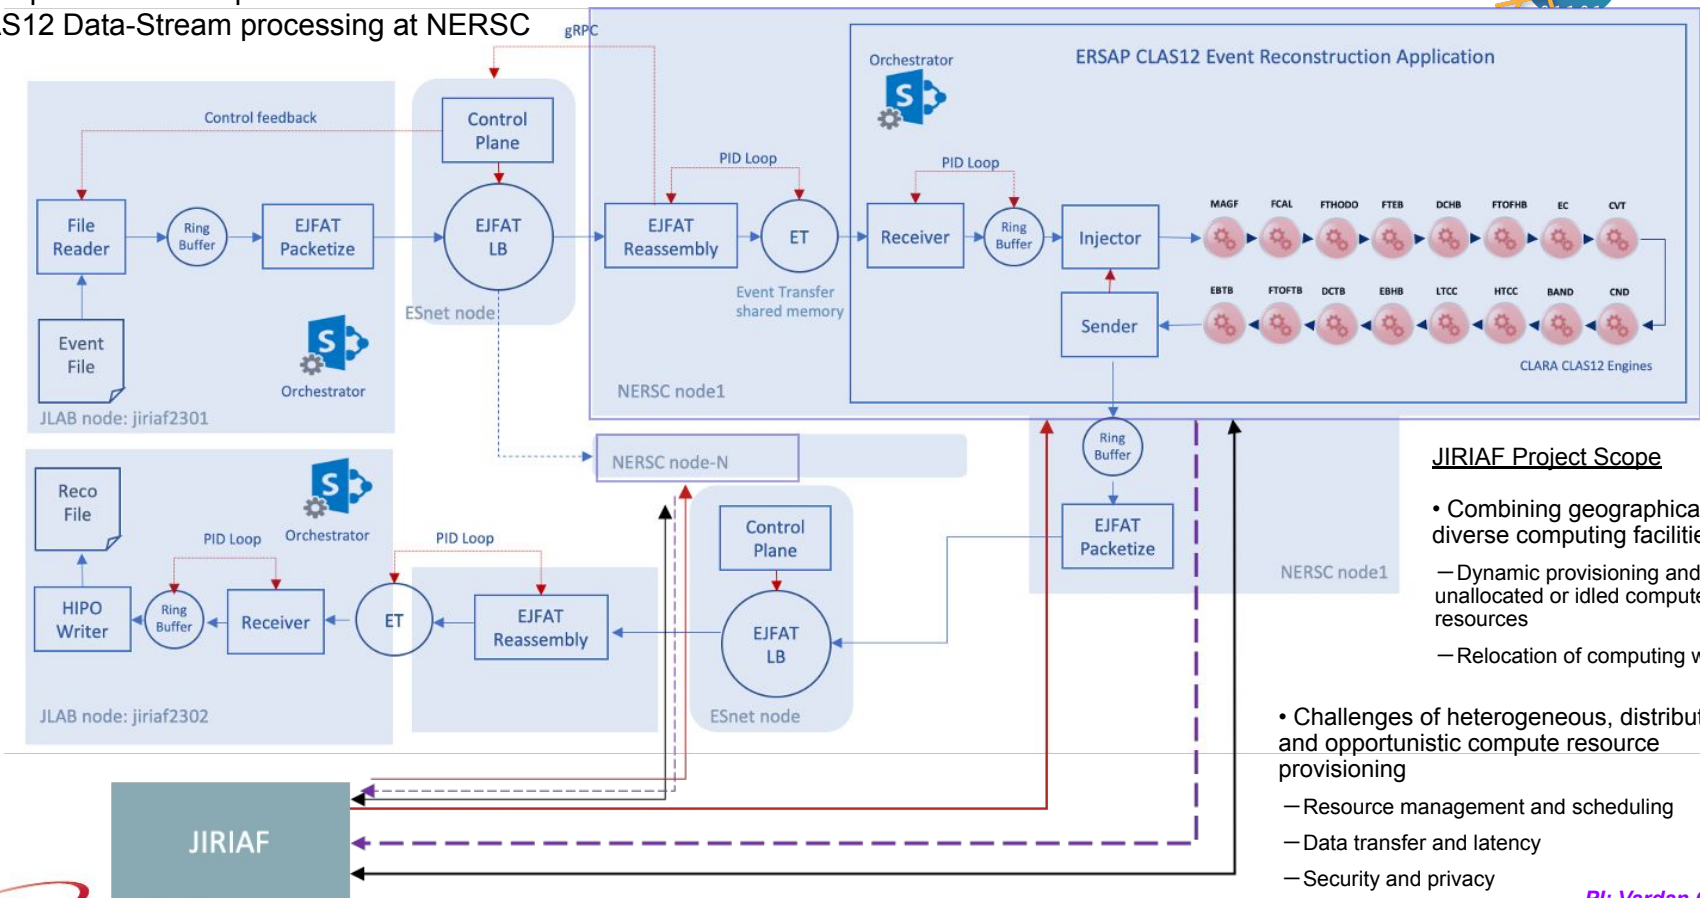 S12 Data-Stream processing at NERSC
gRPC
Orchestrator
ERSAP CLAS12 Event Reconstruction Application
Control feedback
Control
Plane
PID Loop
PID Loop
File
Reader
Ring
Buffer
EJFAT
Packetize
EJFAT
LB
EJFAT
Reassembly
ET
Receiver
Ring
Buffer
Injector
MAGF
FCAL
FTHODO
FTEB
DCHB
FTOFHB
EC
CVT
Event Transfer
shared memory
ESnet node
Sender
EBTB
FTOFTB
DCTB
EBHB
LTCC
HTCC
BAND
CND
CLARA CLAS12 Engines
Event
File
Orchestrator
JLAB node: jiriaf2301
NERSC node1
Ring
Buffer
NERSC node-N
EJFAT
Packetize
NERSC node1
Reco
File
Orchestrator
PID Loop
PID Loop
Control
Plane
HIPO
Writer
Ring
Buffer
Receiver
ET
EJFAT
Reassembly
EJFAT
LB
JLAB node: jiriaf2302
ESnet node
JIRIAF
JIRIAF Project Scope
• Combining geographica
diverse computing facilitie
—Dynamic provisioning and
unallocated or idled compute
resources
—Relocation of computing w
• Challenges of heterogeneous, distribut
and opportunistic compute resource
provisioning
—Resource management and scheduling
—Data transfer and latency
—Security and privacy
PI: Vardan